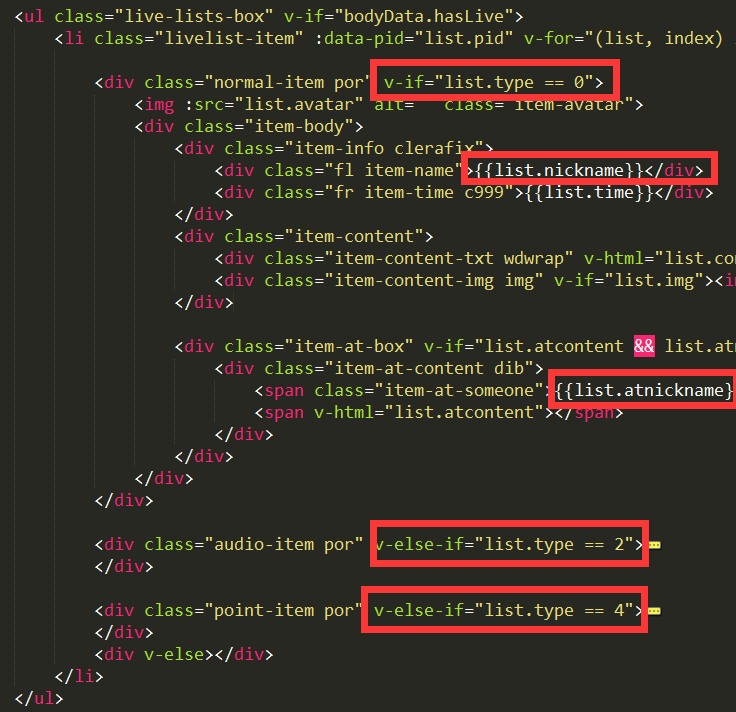 <ul class="live-lists-box" v-if="bodyData.hasLive">
<li class="livelist-item" :data-pid="list.pid" v-for="(list, index)
<div class="normal-item por" v-if="list.type == 0">
<img :src="list.avatar" alt=" class="item-avatar">
<div class="item-body">
<div class="item-info clerafix">
<div class="fl item-name">{{list.nickname}}</div>
<div class="fr item-time c999">{{list.time}}</div>
</div>
<div class="item-content">
<div class="item-content-txt wdwrap" v-html="list.con
<div class="item-content-img img" v-if="list.img"><i
</div>
<div class="item-at-box" v-if="list.atcontent && list.at
<div class="item-at-content dib">
<span class="item-at-someone">{{list.atnickname}
<span v-html="list.atcontent"></span>
</div>
</div>
</div>
</div>
<div class="audio-item por" v-else-if="list.type == 2">
</div>
<div class="point-item por" v-else-if="list.type == 4">
</div>
<div v-else></div>
</li>
</ul>